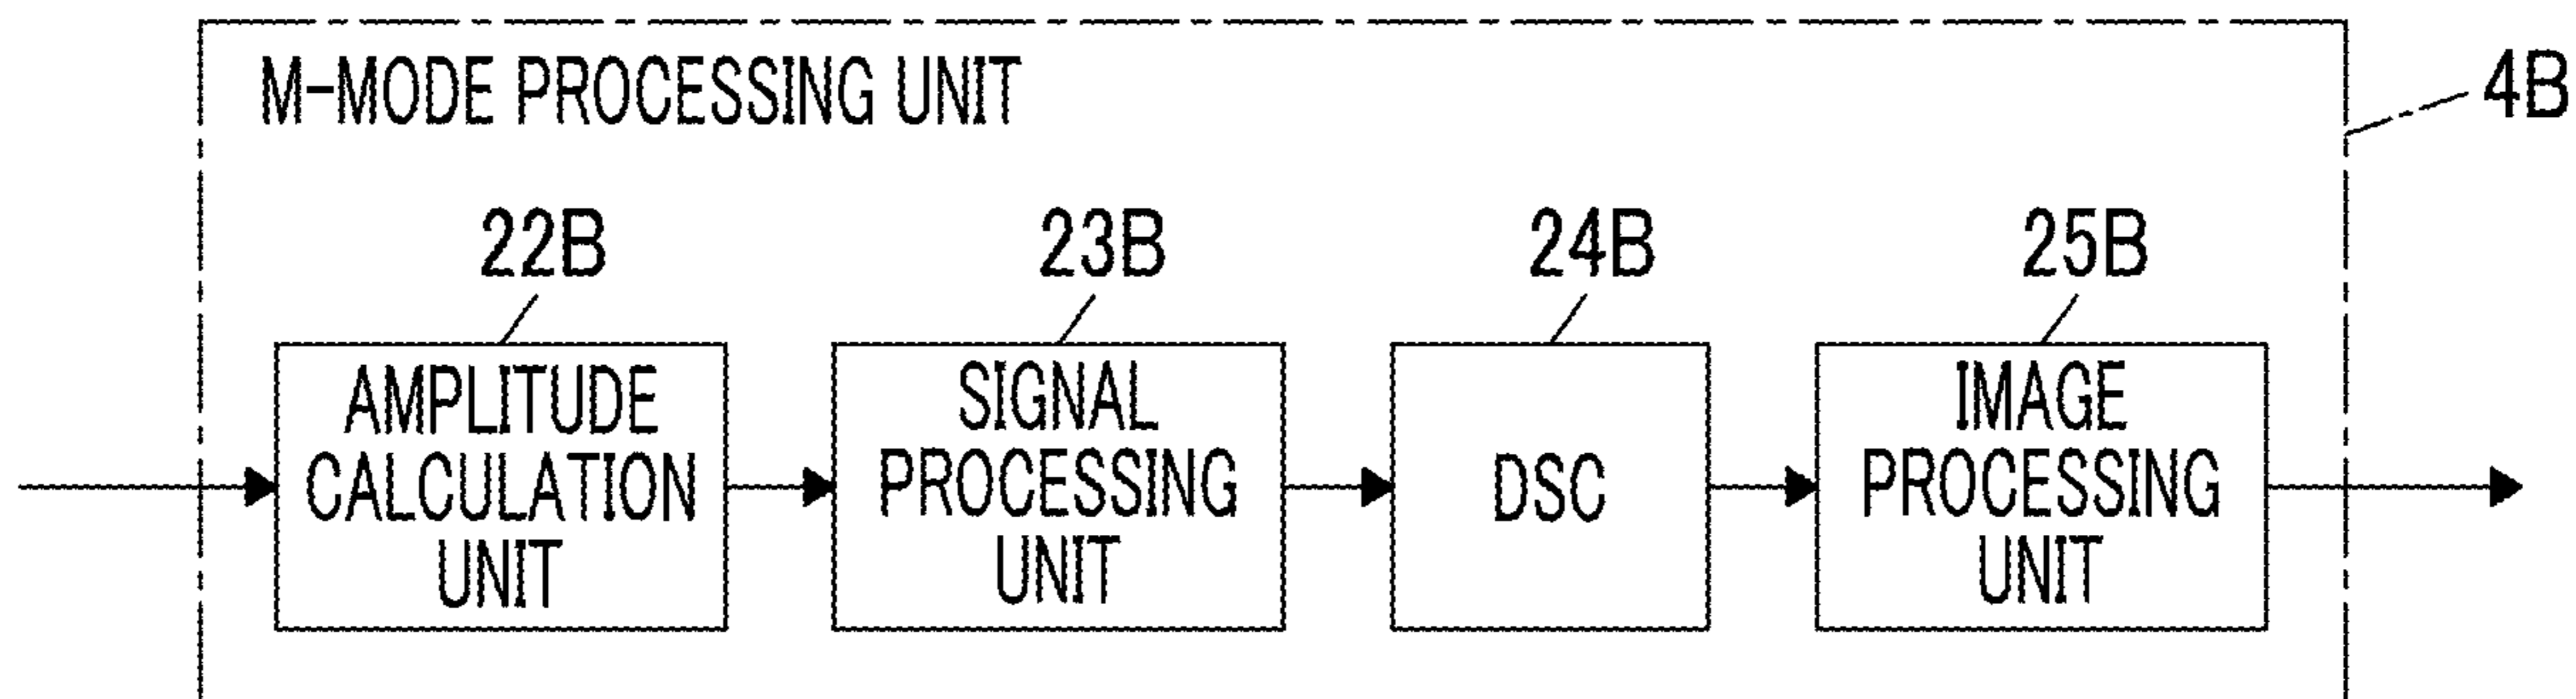 M-MODE PROCESSING UNIT
4B
22B
23B
24B
25B
AMPLITUDE
CALCULATION
UNIT
SIGNAL
PROCESSING
UNIT
DSC
IMAGE
PROCESSING
UNIT